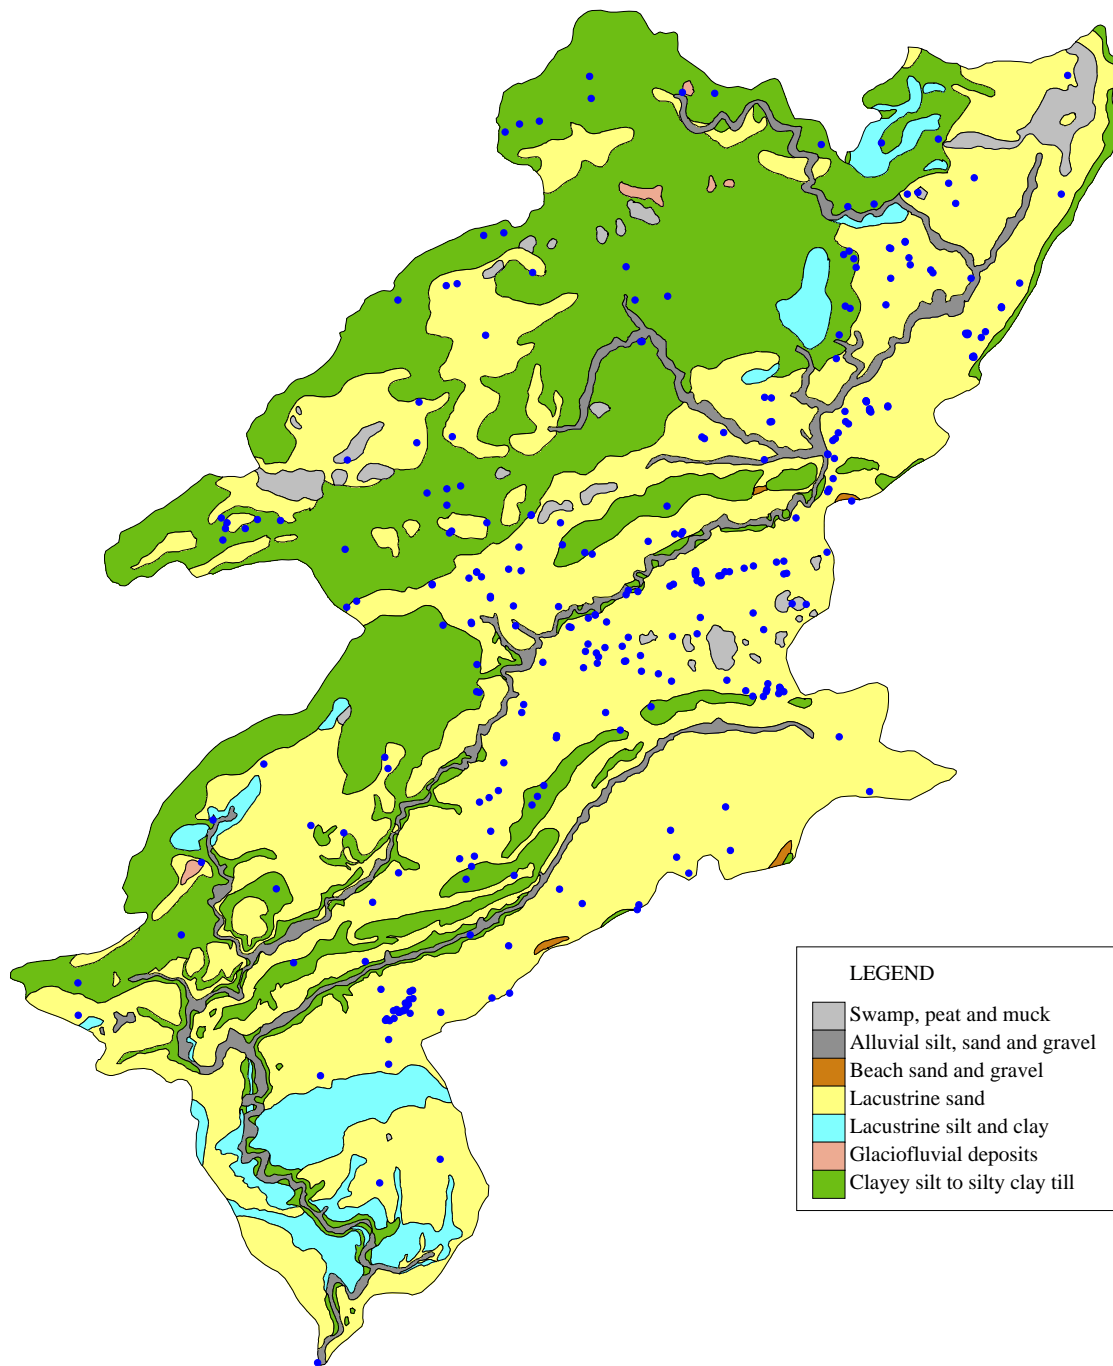 LEGEND
Swamp, peat and muck
Alluvial silt, sand and gravel
Beach sand and gravel
Lacustrine sand
Lacustrine silt and clay
Glaciofluvial deposits
Clayey silt to silty clay till